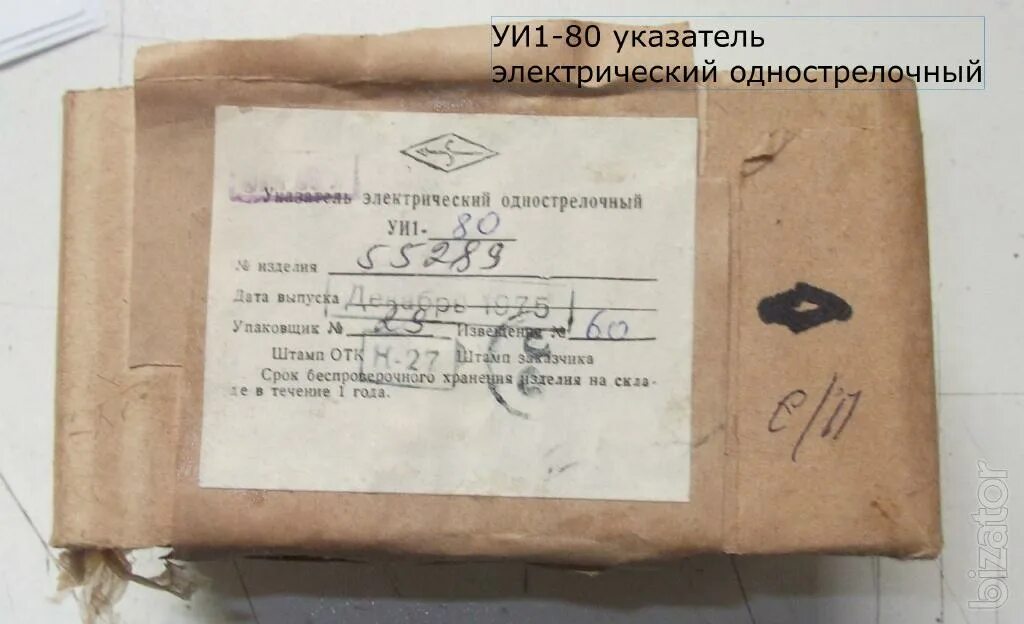 УИ1-80 указатель
электрический однострелочный
Указатель электрический однострелочный
УИ1- 80
№ изделия 55289
Дата выпуска Декабрь 1975
Упаковщик № 25 Извещение № 60
Штамп ОТК Н-27 Штамп заказчика
Срок беспроверочного хранения изделия на скла-
де в течение 1 года.
е/п
bizator